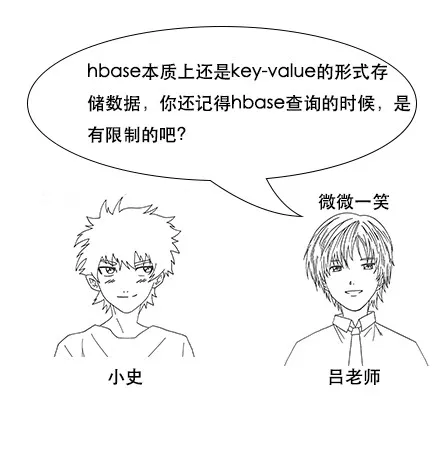 hbase本质上还是key-value的形式存
储数据，你还记得hbase查询的时候，是
有限制的吧？
微微一笑
小史
吕老师